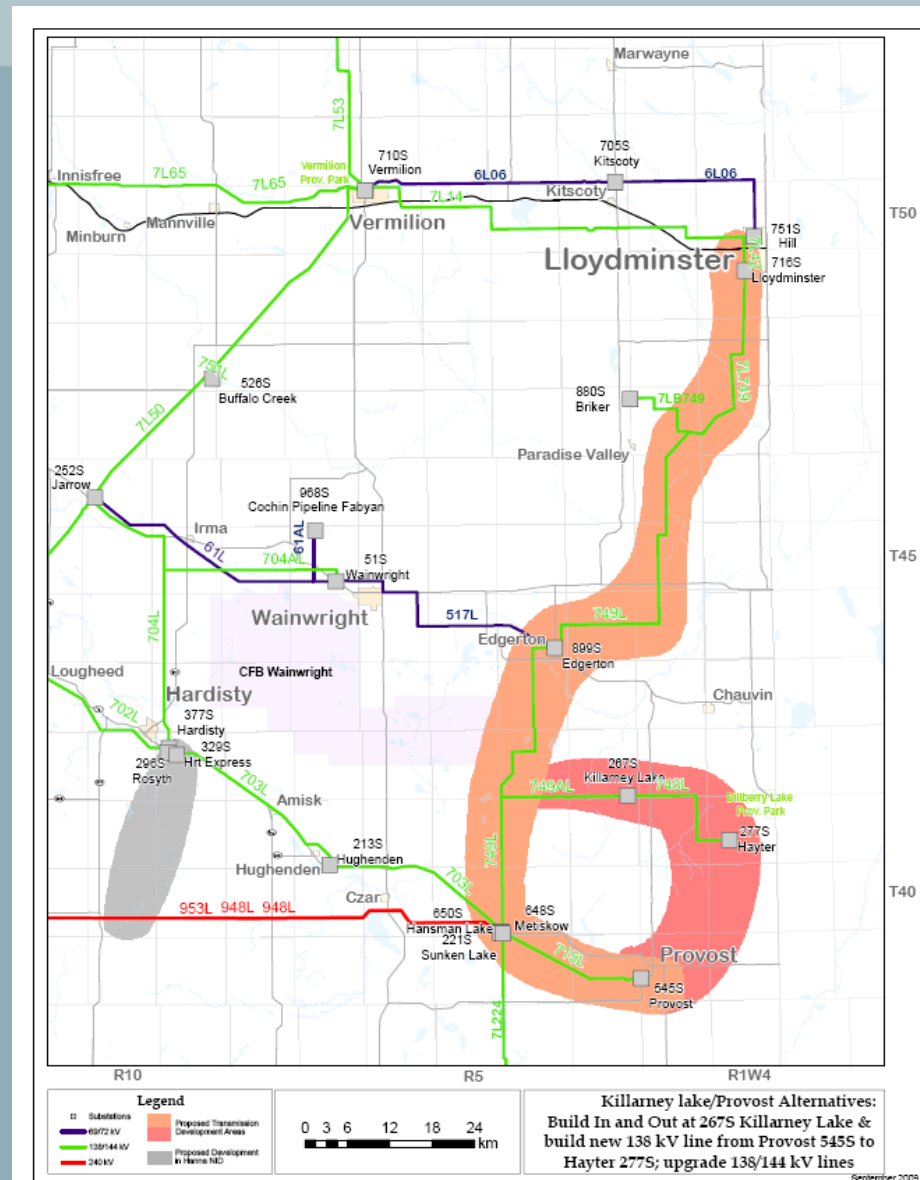 Marwayne
7L53
710S
Vermilion
705S
Kitscoty
Vermilion
Prov. Park
Innisfree
7L65
7L65
6L06
6L06
Kitscoty
7L14
T50
Mannville
Minburn
Vermilion
751S
Hill
Lloydminster
716S
Lloydminster
751L
526S
Buffalo Creek
7L749
880S
Briker
7LB749
7L50
Paradise Valley
252S
Jarrow
968S
Cochin Pipeline Fabyan
Irma
61L
61AL
704AL
51S
Wainwright
T45
Wainwright
517L
749L
704L
Edgerton
899S
Edgerton
Lougheed
CFB Wainwright
Hardisty
Chauvin
702L
377S
Hardisty
329S
Hrt Express
296S
Rosyth
703L
267S
Killarney Lake
749AL
748L
Dillberry Lake
Prov. Park
Amisk
277S
Hayter
213S
Hughenden
Hughenden
749L
703L
Czar
T40
953L 948L 948L
650S
Hansman Lake
648S
Metiskow
221S
Sunken Lake
715L
Provost
545S
Provost
7L224
R10
R5
R1W4
Legend
Substations
69/72 kV
138/144 kV
240 kV
Proposed Transmission
Development Areas
Proposed Development
in Hanna NID
0 3 6 12 18 24
km
Killarney lake/Provost Alternatives:
Build In and Out at 267S Killarney Lake &
build new 138 kV line from Provost 545S to
Hayter 277S; upgrade 138/144 kV lines
September 2009